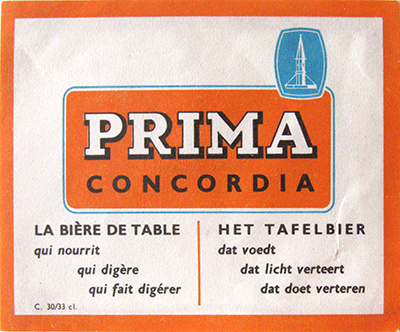 PRIMA
CONCORDIA
LA BIÈRE DE TABLE
qui nourrit
qui digère
qui fait digérer
HET TAFELBIER
dat voedt
dat licht verteert
dat doet verteren
C. 30/33 cl.